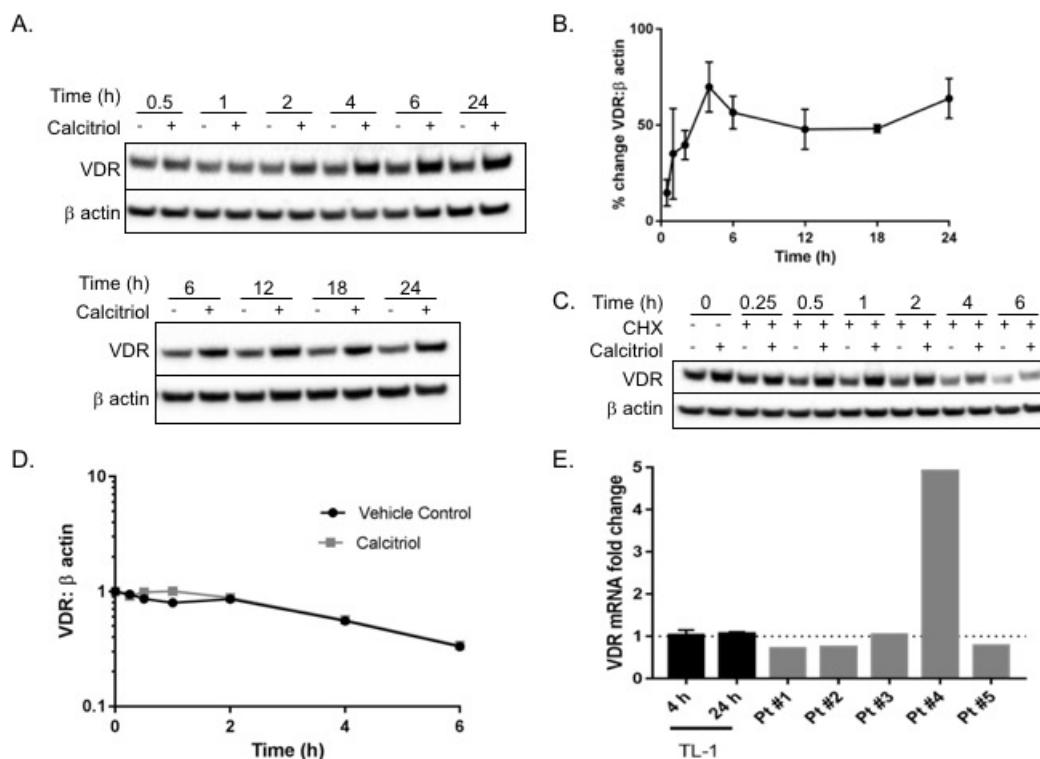 A.
Time (h)
0.5 1 2 4 6 24
Calcitriol - + - + - + - + - + - +
VDR
β actin
Time (h) 6 12 18 24
Calcitriol - + - + - + - +
VDR
β actin
B.
% change VDR:β actin
100
50
0
0 6 12 18 24
Time (h)
C.
Time (h) 0 0.25 0.5 1 2 4 6
CHX - - + + + + + + + + + + + +
Calcitriol - + - + - + - + - + - + - +
VDR
β actin
D.
VDR: β actin
10
1
0.1
Vehicle Control
Calcitriol
0 2 4 6
Time (h)
E.
VDR mRNA fold change
5
4
3
2
1
0
4 h 24 h Pt #1 Pt #2 Pt #3 Pt #4 Pt #5
TL-1